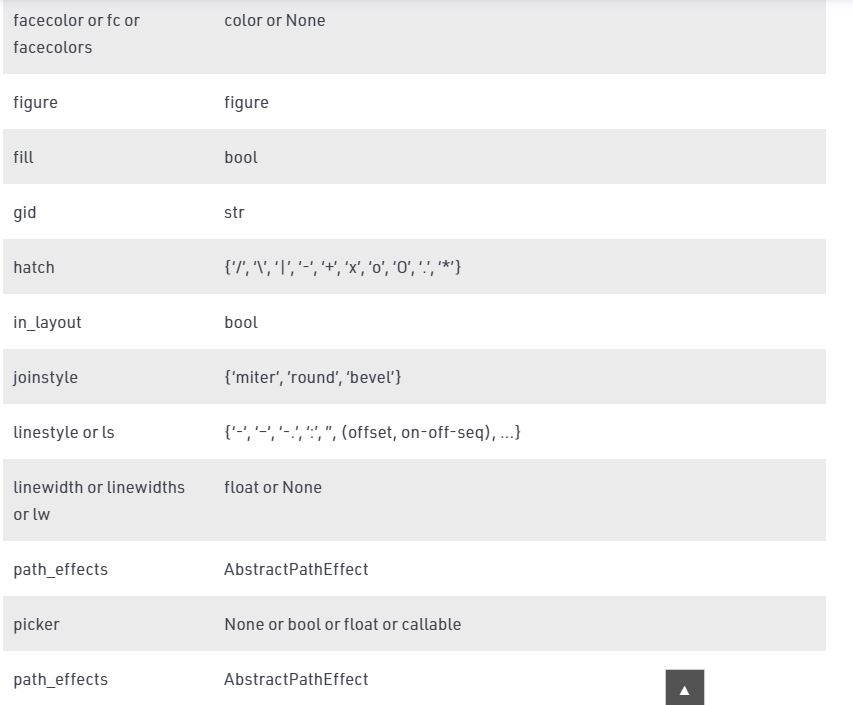 facecolor or fc or color or None
facecolors
figure figure
fill bool
gid str
hatch {‘/’, ‘\’, ‘|’, ‘-’, ‘+’, ‘x’, ‘o’, ‘O’, ‘.’, ‘*’}
in_layout bool
joinstyle {‘miter’, ’round’, ‘bevel’}
linestyle or ls {‘-‘, ‘–’, ‘-.’, ‘:’, ”, (offset, on-off-seq), …}
linewidth or linewidths float or None
or lw
path_effects AbstractPathEffect
picker None or bool or float or callable
path_effects AbstractPathEffect